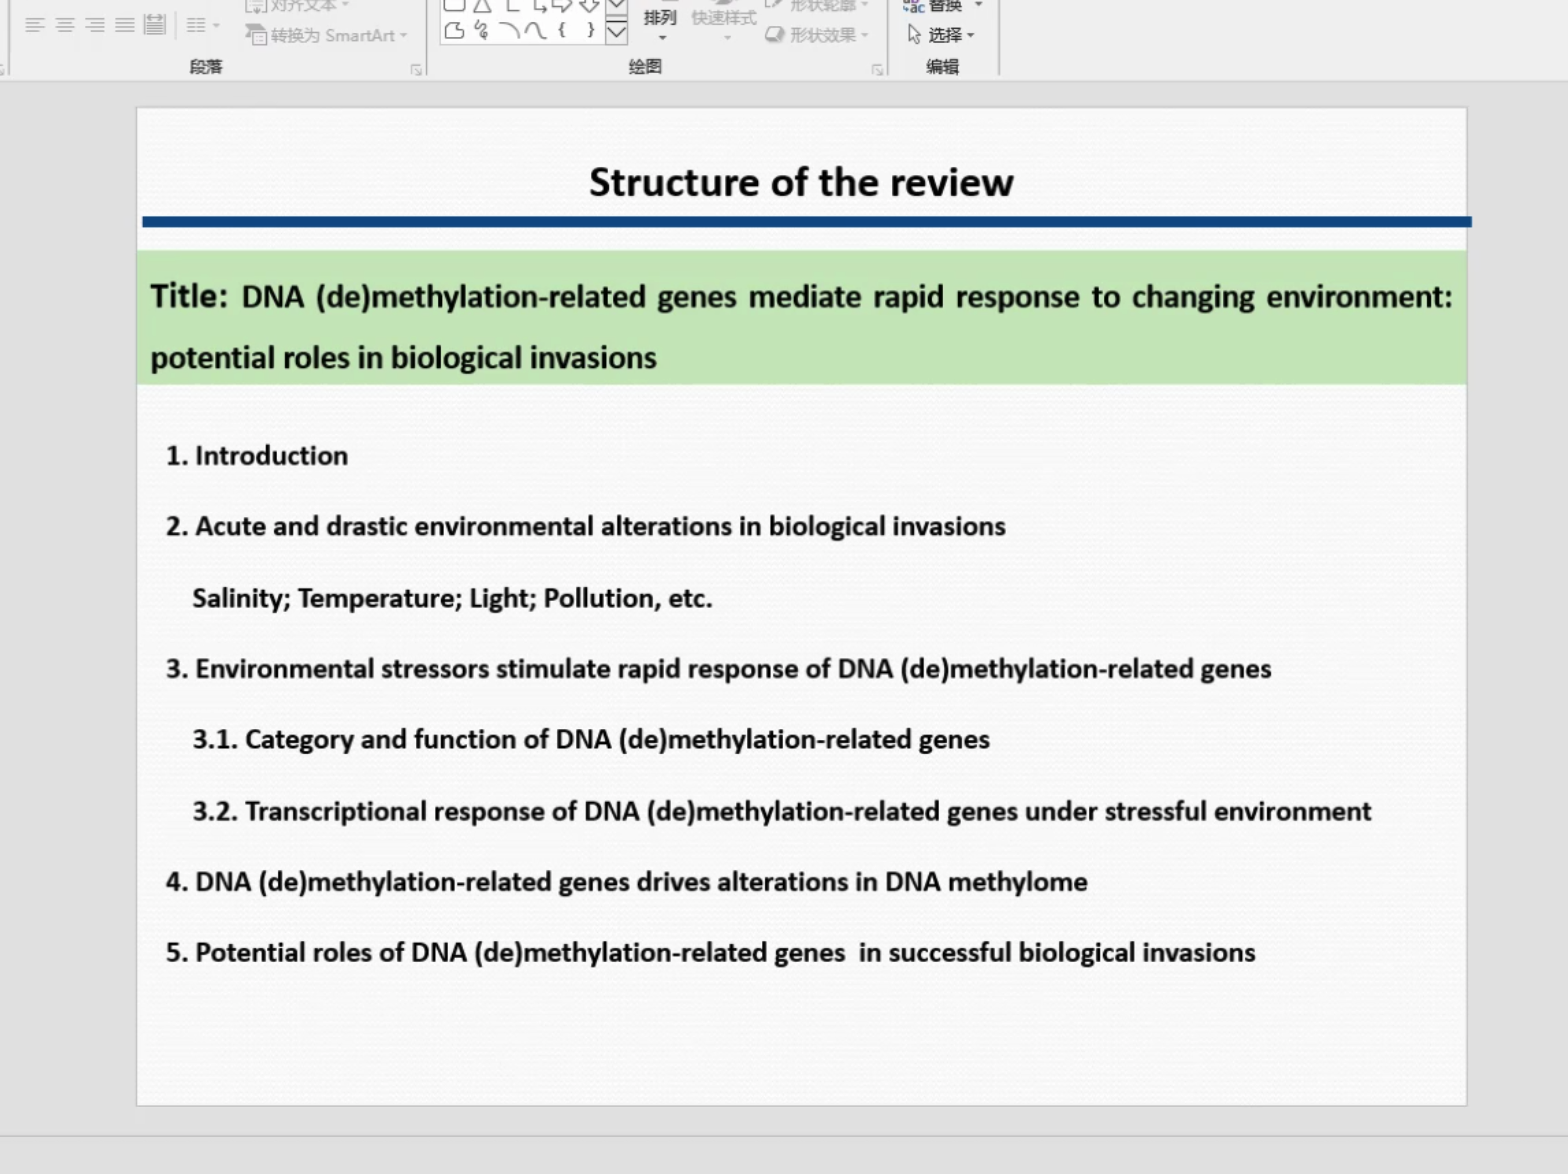 对齐文本
形状轮廓
替换
排列
快速样式
转换为 SmartArt
形状效果
选择
段落
绘图
编辑
Structure of the review
Title: DNA (de)methylation-related genes mediate rapid response to changing environment:
potential roles in biological invasions
1. Introduction
2. Acute and drastic environmental alterations in biological invasions
Salinity; Temperature; Light; Pollution, etc.
3. Environmental stressors stimulate rapid response of DNA (de)methylation-related genes
3.1. Category and function of DNA (de)methylation-related genes
3.2. Transcriptional response of DNA (de)methylation-related genes under stressful environment
4. DNA (de)methylation-related genes drives alterations in DNA methylome
5. Potential roles of DNA (de)methylation-related genes  in successful biological invasions